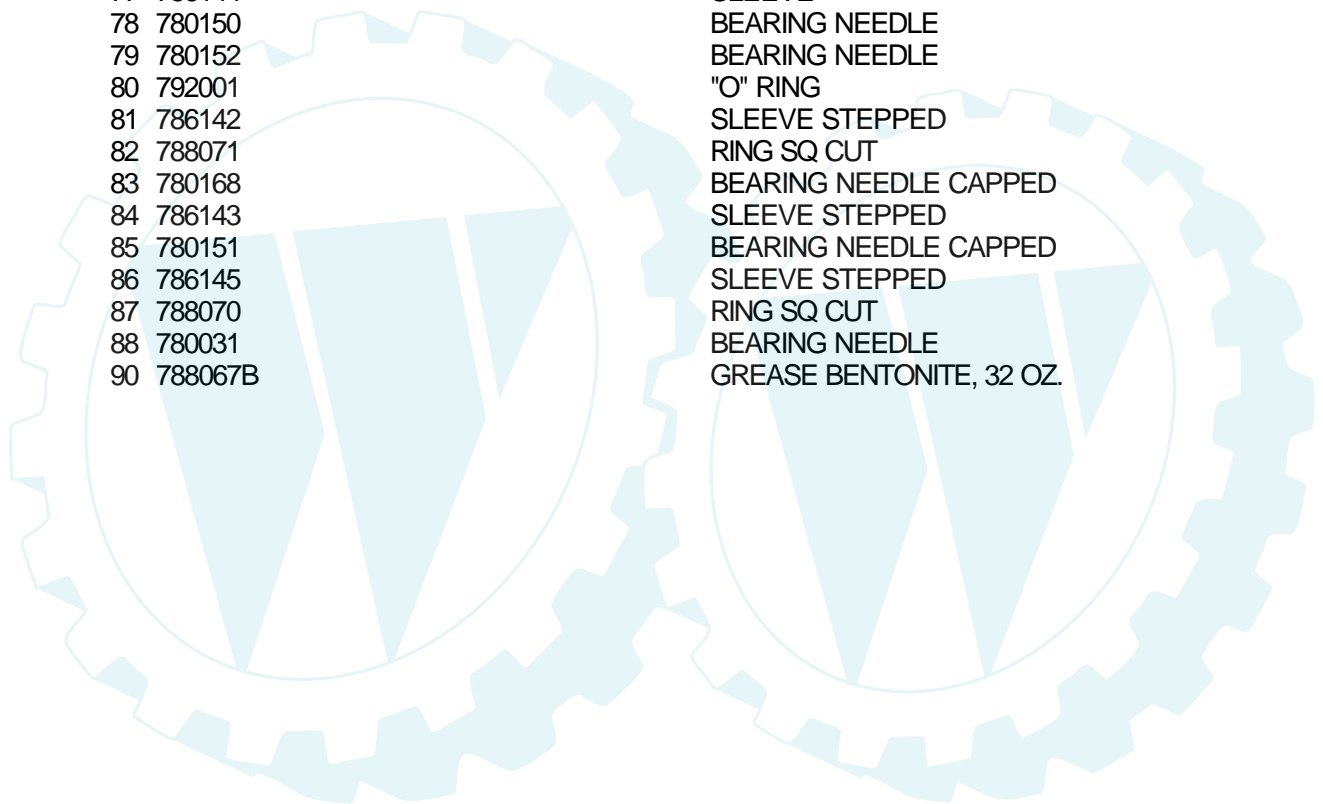 78 780150 BEARING NEEDLE
79 780152 BEARING NEEDLE
80 792001 "O" RING
81 786142 SLEEVE STEPPED
82 788071 RING SQ CUT
83 780168 BEARING NEEDLE CAPPED
84 786143 SLEEVE STEPPED
85 780151 BEARING NEEDLE CAPPED
86 786145 SLEEVE STEPPED
87 788070 RING SQ CUT
88 780031 BEARING NEEDLE
90 788067B GREASE BENTONITE, 32 OZ.